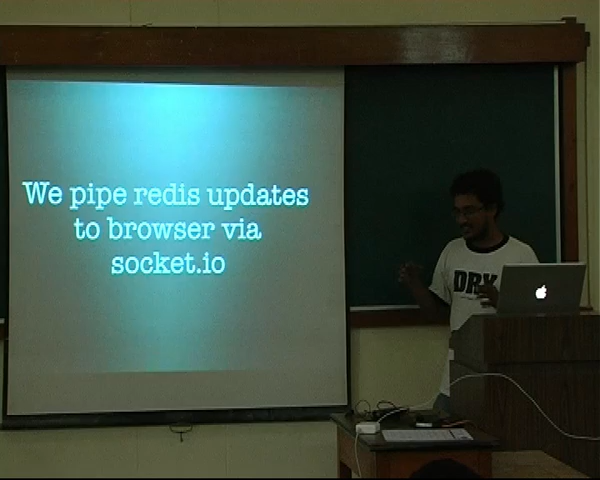 We pipe redis updates
to browser via
socket.io
DRY